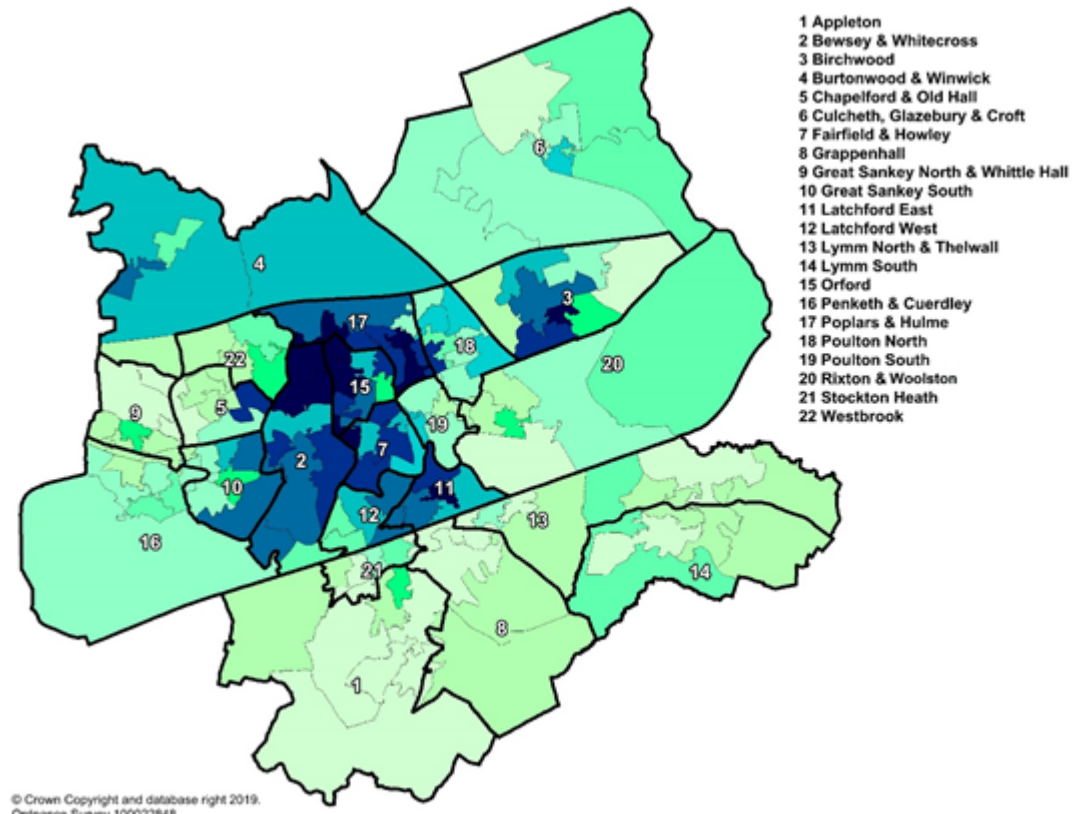 1 Appleton
2 Bewsey & Whitecross
3 Birchwood
4 Burtonwood & Winwick
5 Chapelford & Old Hall
6 Culcheth, Glazebury & Croft
7 Fairfield & Howley
8 Grappenhall
9 Great Sankey North & Whittle Hall
10 Great Sankey South
11 Latchford East
12 Latchford West
13 Lymm North & Thelwall
14 Lymm South
15 Orford
16 Penketh & Cuerdley
17 Poplars & Hulme
18 Poulton North
19 Poulton South
20 Rixton & Woolston
21 Stockton Heath
22 Westbrook
6
4
3
17
18
22
20
15
5
9
19
7
2
10
11
12
13
16
21
14
8
1
© Crown Copyright and database right 2019.
Ordnance Survey 100022848